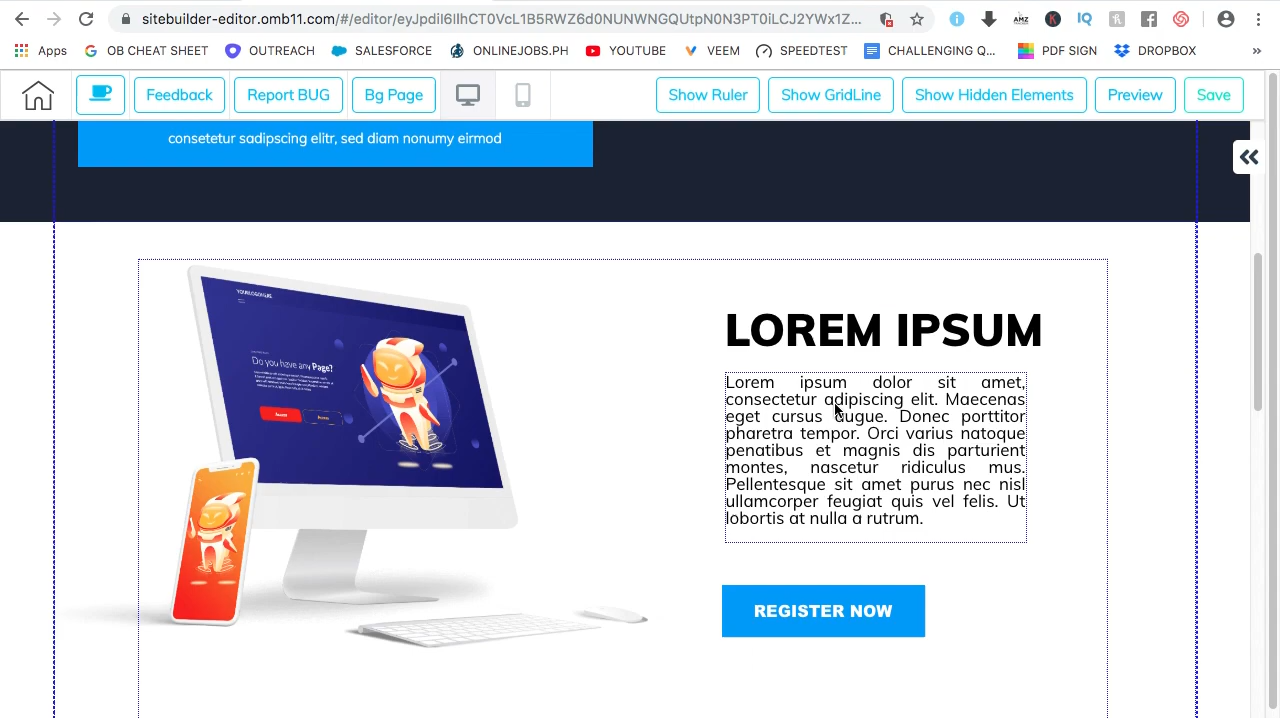 sitebuilder-editor.omb11.com/#/editor/eyJpdiI6IlhCT0VcL1B5RWZ6d0NUNWNGQUtpN0N3PT0iLCJ2YWx1Z...
Apps OB CHEAT SHEET OUTREACH SALESFORCE ONLINEJOBS.PH YOUTUBE VEEM SPEEDTEST CHALLENGING Q... PDF SIGN DROPBOX »
Feedback Report BUG Bg Page Show Ruler Show GridLine Show Hidden Elements Preview Save
consetetur sadipscing elitr, sed diam nonumy eirmod
YOURLOGOHERE
Do you have any Page?
LOREM IPSUM
Lorem ipsum dolor sit amet,
consectetur adipiscing elit. Maecenas
eget cursus augue. Donec porttitor
pharetra tempor. Orci varius natoque
penatibus et magnis dis parturient
montes, nascetur ridiculus mus.
Pellentesque sit amet purus nec nisl
ullamcorper feugiat quis vel felis. Ut
lobortis at nulla a rutrum.
REGISTER NOW